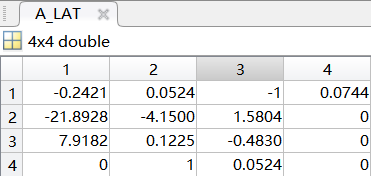 A_LAT
4x4 double
1 2 3 4
1 -0.2421 0.0524 -1 0.0744
2 -21.8928 -4.1500 1.5804 0
3 7.9182 0.1225 -0.4830 0
4 0 1 0.0524 0